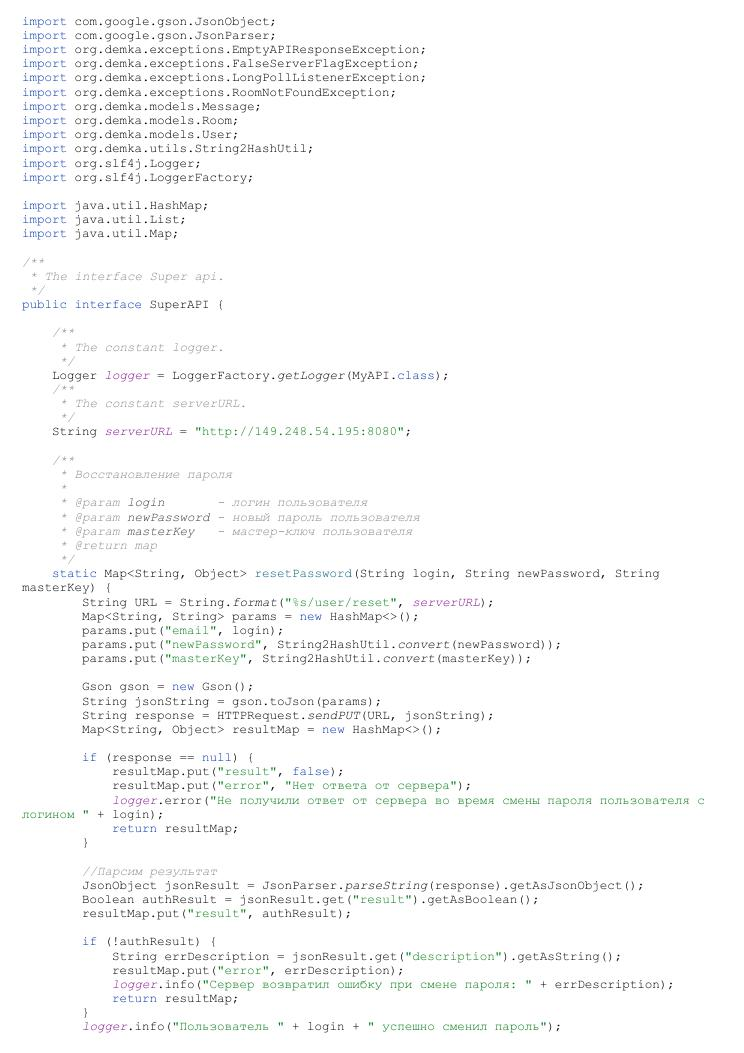 import com.google.gson.JsonObject;
import com.google.gson.JsonParser;
import org.demka.exceptions.EmptyAPIResponseException;
import org.demka.exceptions.FalseServerFlagException;
import org.demka.exceptions.LongPollListenerException;
import org.demka.exceptions.RoomNotFoundException;
import org.demka.models.Message;
import org.demka.models.Room;
import org.demka.models.User;
import org.demka.utils.String2HashUtil;
import org.slf4j.Logger;
import org.slf4j.LoggerFactory;

import java.util.HashMap;
import java.util.List;
import java.util.Map;

/**
 * The interface Super api.
 */
public interface SuperAPI {

    /**
     * The constant logger.
     */
    Logger logger = LoggerFactory.getLogger(MyAPI.class);
    /**
     * The constant serverURL.
     */
    String serverURL = "http://149.248.54.195:8080";

    /**
     * Восстановление пароля
     *
     * @param login       - логин пользователя
     * @param newPassword - новый пароль пользователя
     * @param masterKey   - мастер-ключ пользователя
     * @return map
     */
    static Map<String, Object> resetPassword(String login, String newPassword, String
masterKey) {
        String URL = String.format("%s/user/reset", serverURL);
        Map<String, String> params = new HashMap<>();
        params.put("email", login);
        params.put("newPassword", String2HashUtil.convert(newPassword));
        params.put("masterKey", String2HashUtil.convert(masterKey));

        Gson gson = new Gson();
        String jsonString = gson.toJson(params);
        String response = HTTPRequest.sendPUT(URL, jsonString);
        Map<String, Object> resultMap = new HashMap<>();

        if (response == null) {
            resultMap.put("result", false);
            resultMap.put("error", "Нет ответа от сервера");
            logger.error("Не получили ответ от сервера во время смены пароля пользователя с
логином " + login);
            return resultMap;
        }

        //Парсим результат
        JsonObject jsonResult = JsonParser.parseString(response).getAsJsonObject();
        Boolean authResult = jsonResult.get("result").getAsBoolean();
        resultMap.put("result", authResult);

        if (!authResult) {
            String errDescription = jsonResult.get("description").getAsString();
            resultMap.put("error", errDescription);
            logger.info("Сервер возвратил ошибку при смене пароля: " + errDescription);
            return resultMap;
        }
        logger.info("Пользователь " + login + " успешно сменил пароль");